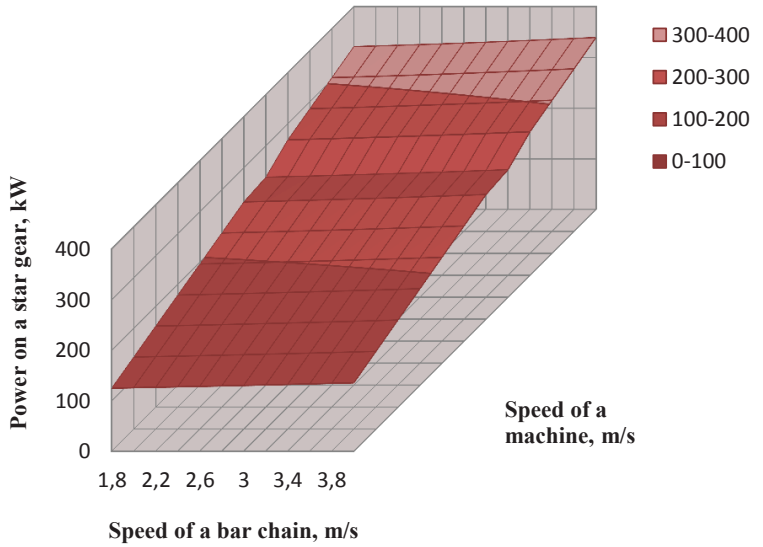 300-400
200-300
100-200
0-100
Power on a star gear, kW
400
300
200
100
0
Speed of a
machine, m/s
1,8 2,2 2,6 3 3,4 3,8
Speed of a bar chain, m/s